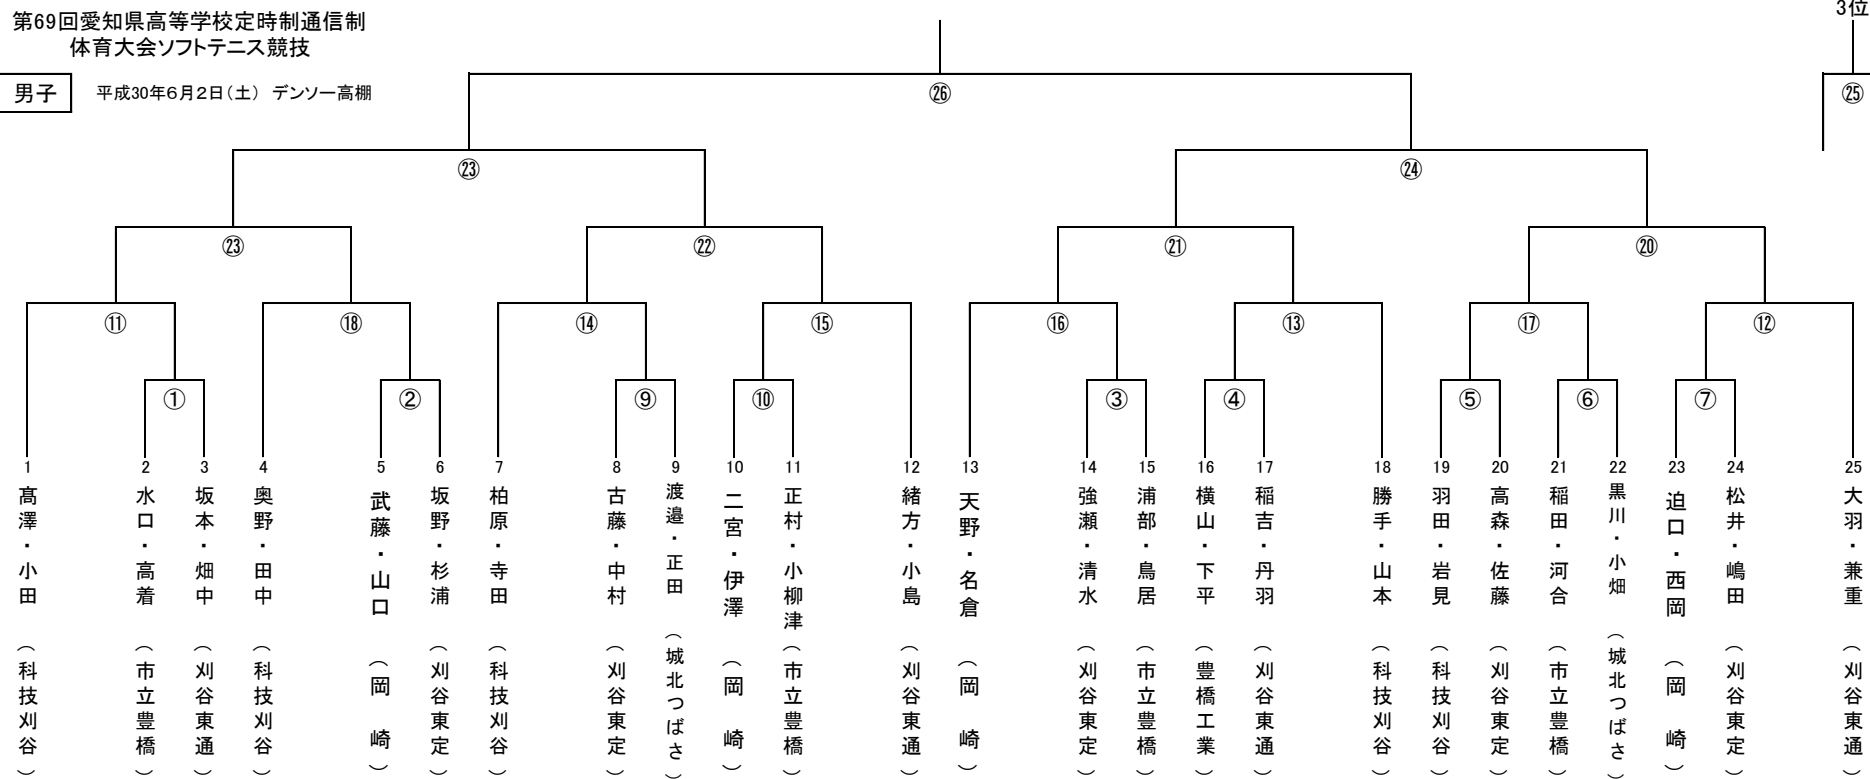 第69回愛知県高等学校定時制通信制
体育大会ソフトテニス競技
男子
平成30年6月2日(土) デンソー高棚
3位
㉖
㉕
㉓
㉔
㉓
㉒
㉑
⑳
⑪
⑱
⑭
⑮
⑯
⑬
⑰
⑫
①
②
⑨
⑩
③
④
⑤
⑥
⑦
1
髙澤・小田
(科技刈谷)
2
水口・高着
(市立豊橋)
3
坂本・畑中
(刈谷東通)
4
奥野・田中
(科技刈谷)
5
武藤・山口
(岡 崎)
6
坂野・杉浦
(刈谷東定)
7
柏原・寺田
(科技刈谷)
8
古藤・中村
(刈谷東定)
9
渡邉・正田
(城北つばさ)
10
二宮・伊澤
(岡 崎)
11
正村・小柳津
(市立豊橋)
12
緒方・小島
(刈谷東通)
13
天野・名倉
(岡 崎)
14
強瀬・清水
(刈谷東定)
15
浦部・鳥居
(市立豊橋)
16
横山・下平
(豊橋工業)
17
稲吉・丹羽
(刈谷東通)
18
勝手・山本
(科技刈谷)
19
羽田・岩見
(科技刈谷)
20
高森・佐藤
(刈谷東定)
21
稲田・河合
(市立豊橋)
22
黒川・小畑
(城北つばさ)
23
迫口・西岡
(岡 崎)
24
松井・嶋田
(刈谷東定)
25
大羽・兼重
(刈谷東通)